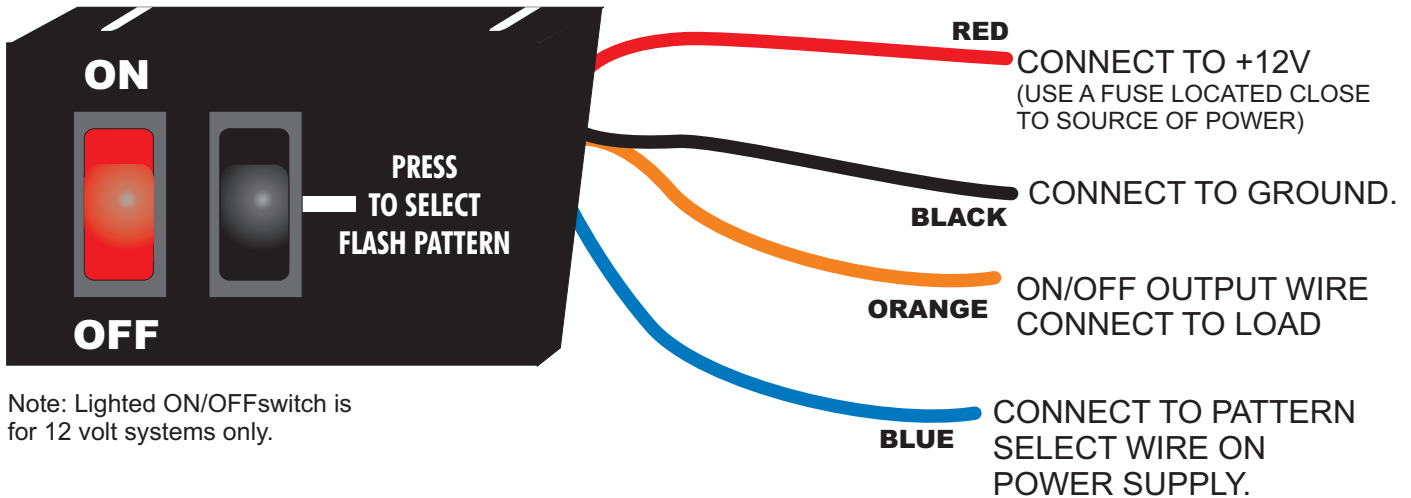 ON
OFF
PRESS
TO SELECT
FLASH PATTERN
Note: Lighted ON/OFFswitch is
for 12 volt systems only.
RED
CONNECT TO +12V
(USE A FUSE LOCATED CLOSE
TO SOURCE OF POWER)
BLACK
CONNECT TO GROUND.
ORANGE
ON/OFF OUTPUT WIRE
CONNECT TO LOAD
BLUE
CONNECT TO PATTERN
SELECT WIRE ON
POWER SUPPLY.